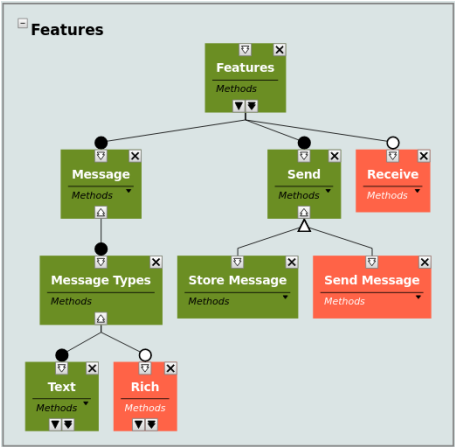 Features
Features
Methods
Message
Methods
Send
Methods
Receive
Methods
Message Types
Methods
Store Message
Methods
Send Message
Methods
Text
Methods
Rich
Methods